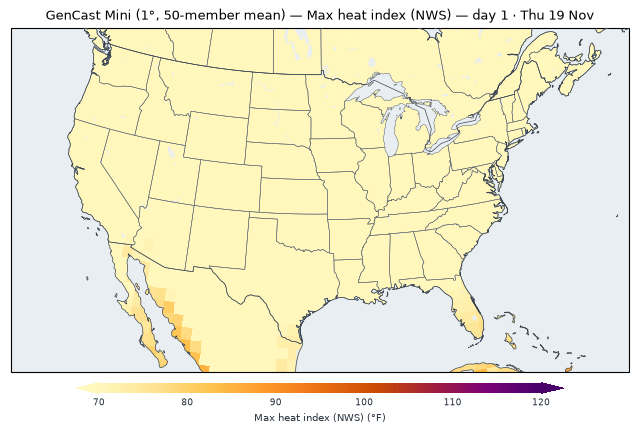 GenCast Mini (1°, 50-member mean) — Max heat index (NWS) — day 1 · Thu 19 Nov
70 80 90 100 110 120
Max heat index (NWS) (°F)